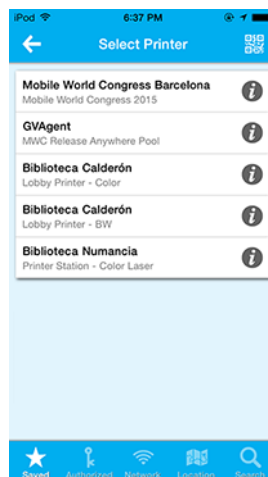 iPod 6:37 PM
Select Printer
Mobile World Congress Barcelona
Mobile World Congress 2015
GVAgent
MWC Release Anywhere Pool
Biblioteca Calderón
Lobby Printer - Color
Biblioteca Calderón
Lobby Printer - BW
Biblioteca Numancia
Printer Station - Color Laser
Saved Authorized Network Location Search